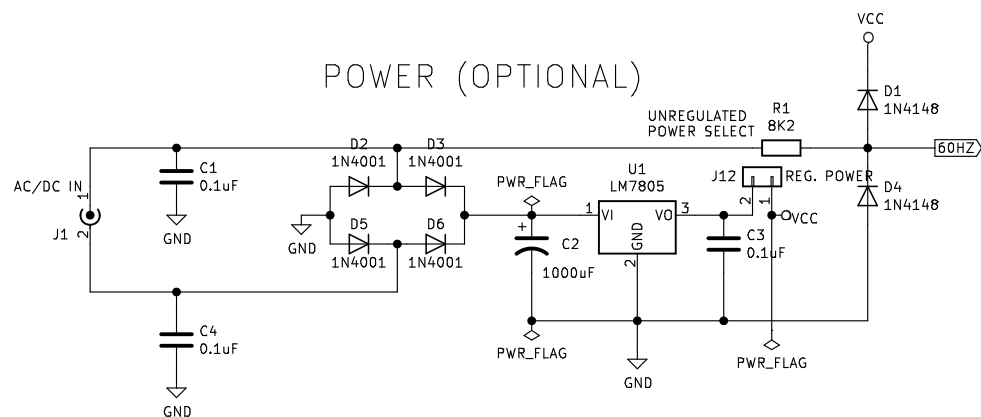 VCC
POWER (OPTIONAL)
D1
1N4148
R1
8K2
UNREGULATED
POWER SELECT
60HZ
D2
1N4001
D3
1N4001
C1
0.1uF
AC/DC IN
1
2
J1
GND
GND
D5
1N4001
D6
1N4001
PWR_FLAG
U1
LM7805
1
VI
VO
3
GND
2
+
C2
1000uF
J12
REG. POWER
2
1
VCC
C3
0.1uF
D4
1N4148
C4
0.1uF
GND
PWR_FLAG
GND
PWR_FLAG